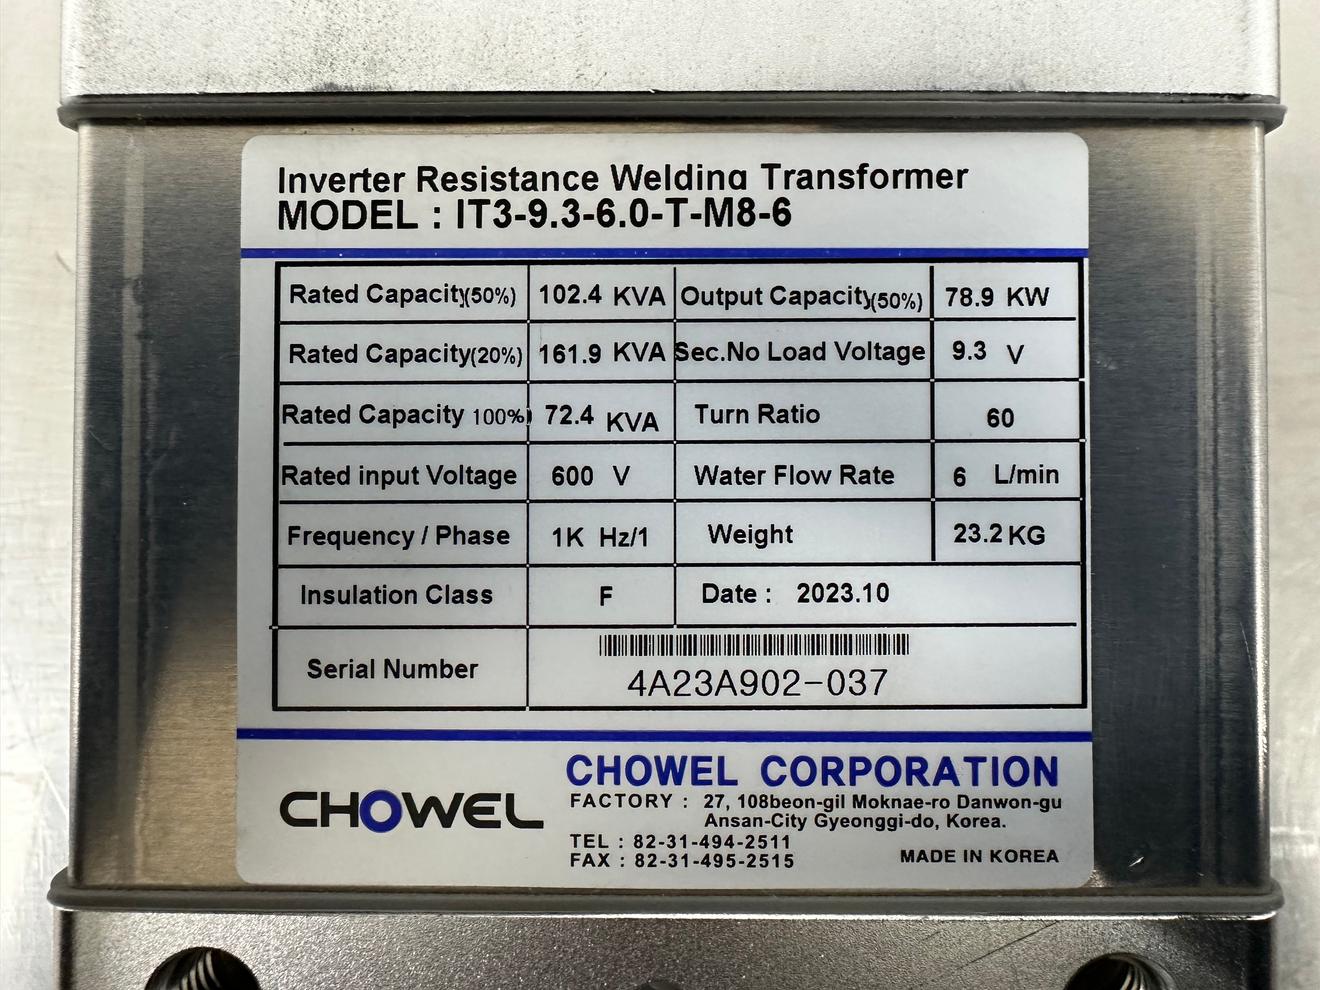 Inverter Resistance Welding Transformer
MODEL : IT3-9.3-6.0-T-M8-6
Rated Capacity(50%) 102.4 KVA Output Capacity(50%) 78.9 KW
Rated Capacity(20%) 161.9 KVA Sec.No Load Voltage 9.3 V
Rated Capacity 100%) 72.4 KVA Turn Ratio 60
Rated input Voltage 600 V Water Flow Rate 6 L/min
Frequency / Phase 1K Hz/1 Weight 23.2 KG
Insulation Class F Date : 2023.10
Serial Number 4A23A902-037
CHOWEL
CHOWEL CORPORATION
FACTORY : 27, 108beon-gil Moknae-ro Danwon-gu
Ansan-City Gyeonggi-do, Korea.
TEL : 82-31-494-2511
FAX : 82-31-495-2515
MADE IN KOREA